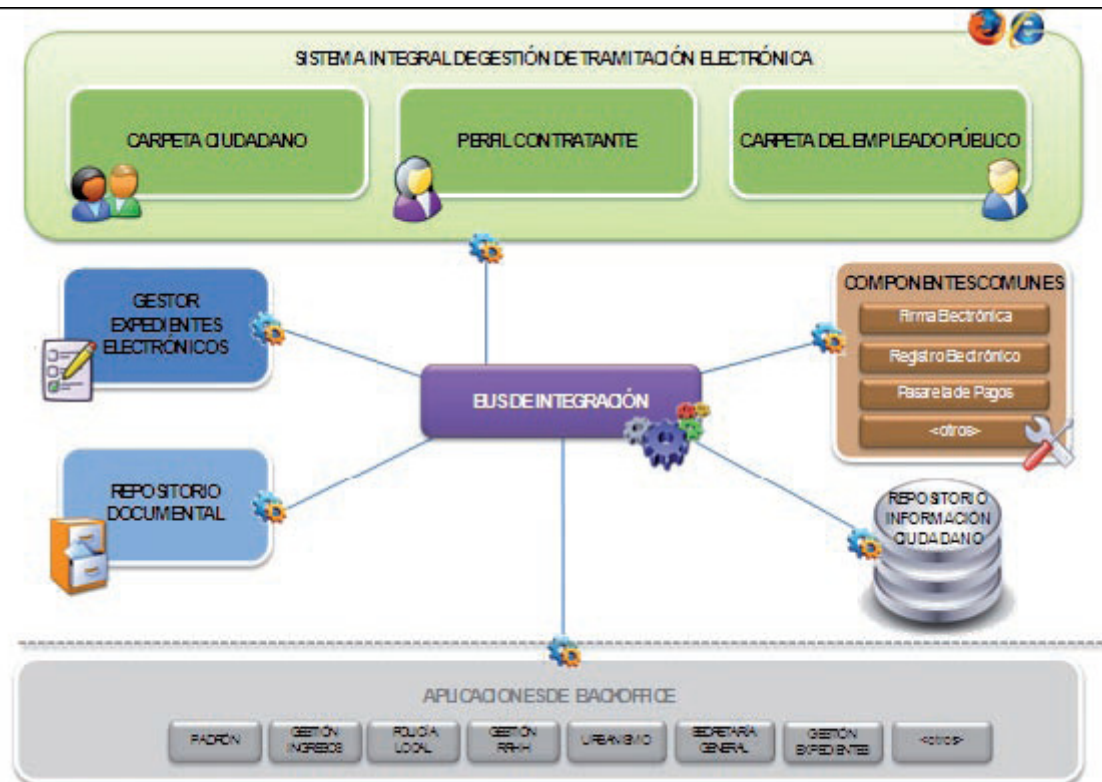 SISTEMA INTEGRAL DE GESTIÓN DE TRAMITACIÓN ELECTRÓNICA
CARPETA CIUDADANO
PERFIL CONTRATANTE
CARPETA DEL EMPLEADO PÚBLICO
GESTOR
EXPEDIENTES
ELECTRÓNICOS
COMPONENTES COMUNES
Firma Electrónica
Registro Electrónico
Pasarela de Pagos
<otros>
BUS DE INTEGRACIÓN
REPOSITORIO
DOCUMENTAL
REPOSITORIO
INFORMACIÓN
CIUDADANO
APLICACIONES DE BACKOFFICE
PADRÓN
GESTIÓN
INGRESOS
POLICÍA
LOCAL
GESTIÓN
RRHH
URBANISMO
SECRETARÍA
GENERAL
GESTIÓN
EXPEDIENTES
<otros>